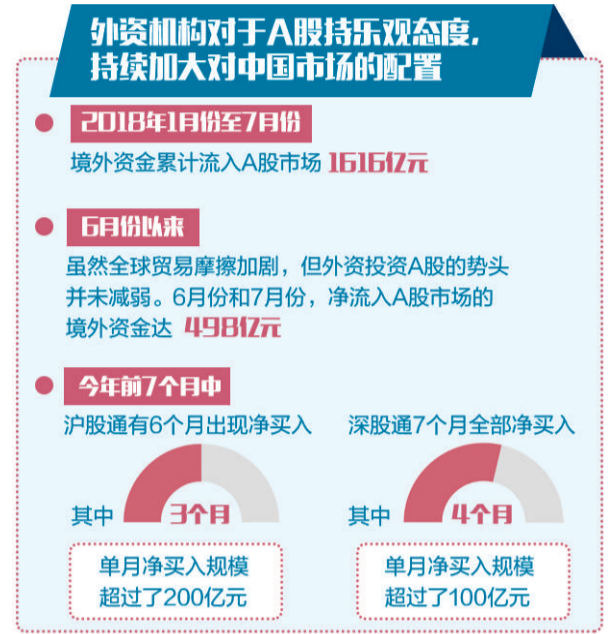 外资机构对于A股持乐观态度，
持续加大对中国市场的配置
2018年1月份至7月份
境外资金累计流入A股市场 1616亿元
6月份以来
虽然全球贸易摩擦加剧，但外资投资A股的势头
并未减弱。6月份和7月份，净流入A股市场的
境外资金达 498亿元
今年前7个月中
沪股通有6个月出现净买入
其中 3个月
单月净买入规模
超过了200亿元
深股通7个月全部净买入
其中 4个月
单月净买入规模
超过了100亿元